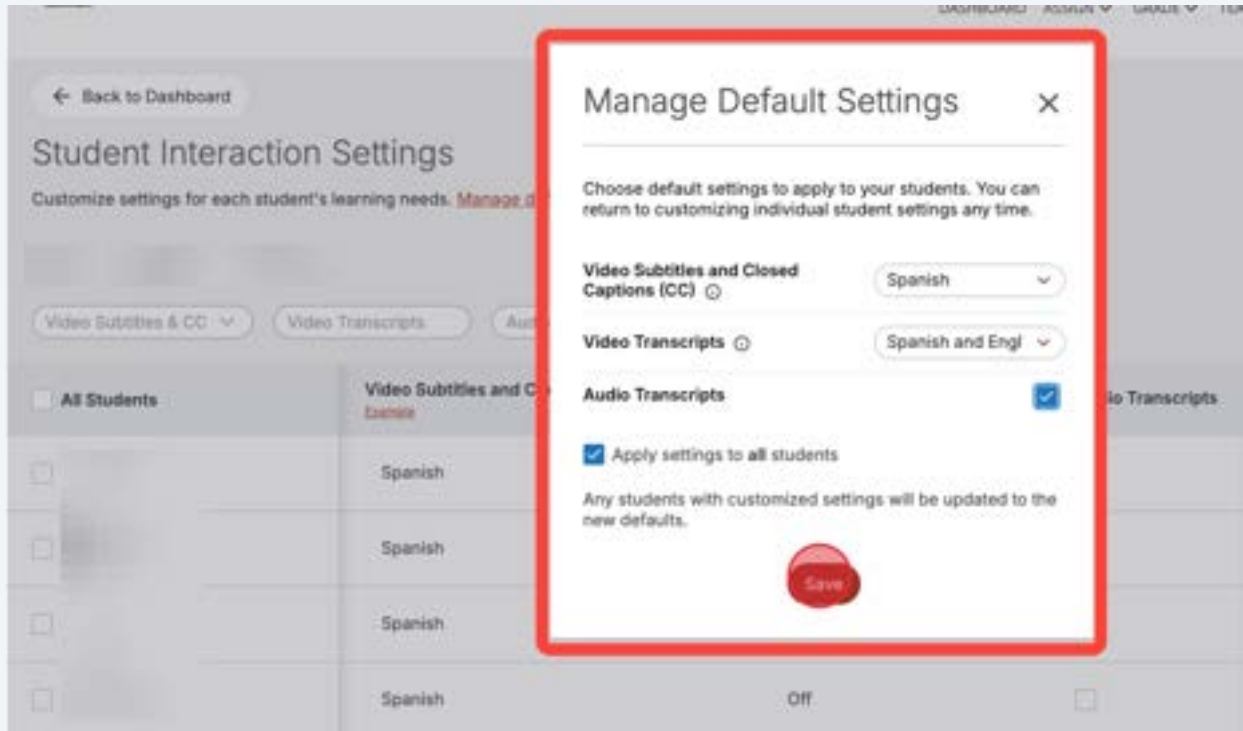 DASHBOARD ASSIGN GRADE
← Back to Dashboard
Student Interaction Settings
Customize settings for each student's learning needs. Manage d
Video Subtitles & CC
Video Transcripts
All Students
Video Subtitles and C
Example
io Transcripts
Spanish
Spanish
Spanish
Spanish
Off
Manage Default Settings
Choose default settings to apply to your students. You can
return to customizing individual student settings any time.
Video Subtitles and Closed
Captions (CC)
Spanish
Video Transcripts
Spanish and Engl
Audio Transcripts
Apply settings to all students
Any students with customized settings will be updated to the
new defaults.
Save